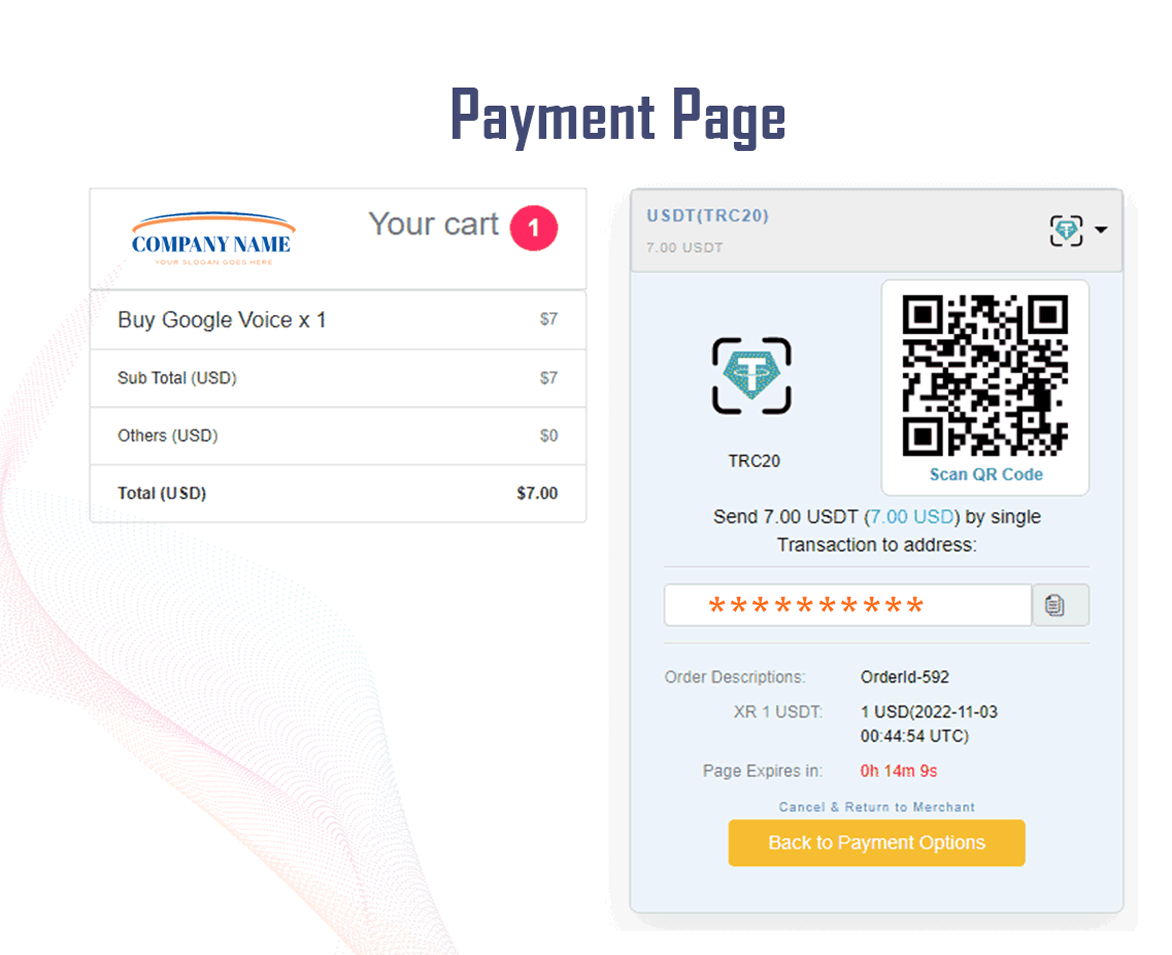 Payment Page
COMPANY NAME
YOUR SLOGAN GOES HERE
Your cart 1
Buy Google Voice x 1 $7
Sub Total (USD) $7
Others (USD) $0
Total (USD) $7.00
USDT(TRC20)
7.00 USDT
TRC20
Scan QR Code
Send 7.00 USDT (7.00 USD) by single
Transaction to address:
**********
Order Descriptions: OrderId-592
XR 1 USDT: 1 USD(2022-11-03
00:44:54 UTC)
Page Expires in: 0h 14m 9s
Cancel & Return to Merchant
Back to Payment Options